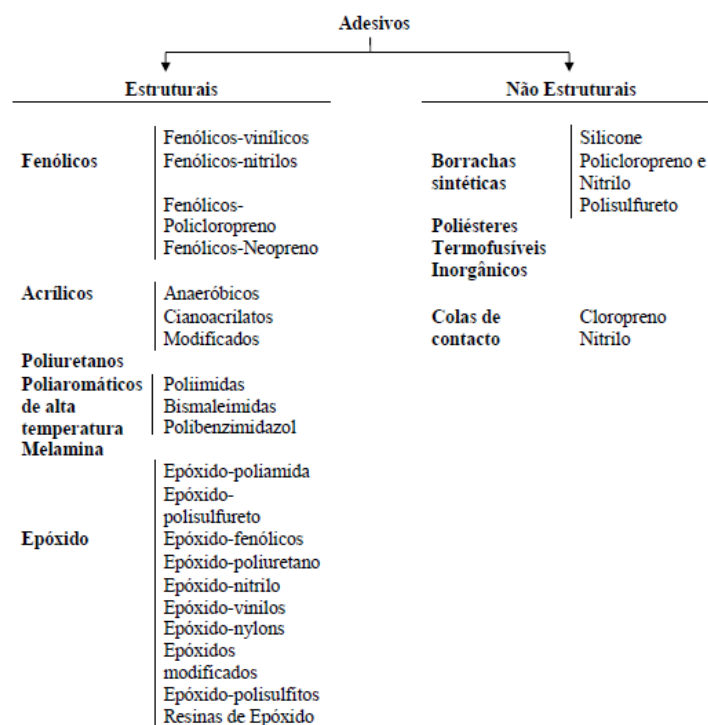 Adesivos
Estruturais
Fenólicos
Fenólicos-vinílicos
Fenólicos-nitrilos
Fenólicos-
Policloropreno
Fenólicos-Neopreno
Acrílicos
Anaeróbicos
Cianoacrilatos
Modificados
Poliuretanos
Poliaromáticos
de alta
temperatura
Poliimidas
Bismaleimidas
Polibenzimidazol
Melamina
Epóxido
Epóxido-poliamida
Epóxido-
polisulfureto
Epóxido-fenólicos
Epóxido-poliuretano
Epóxido-nitrilo
Epóxido-vinilos
Epóxido-nylons
Epóxidos
modificados
Epóxido-polisulfitos
Resinas de Epóxido
Não Estruturais
Borrachas
sintéticas
Silicone
Policloropreno e
Nitrilo
Polisulfureto
Poliésteres
Termofusíveis
Inorgânicos
Colas de
contacto
Cloropreno
Nitrilo